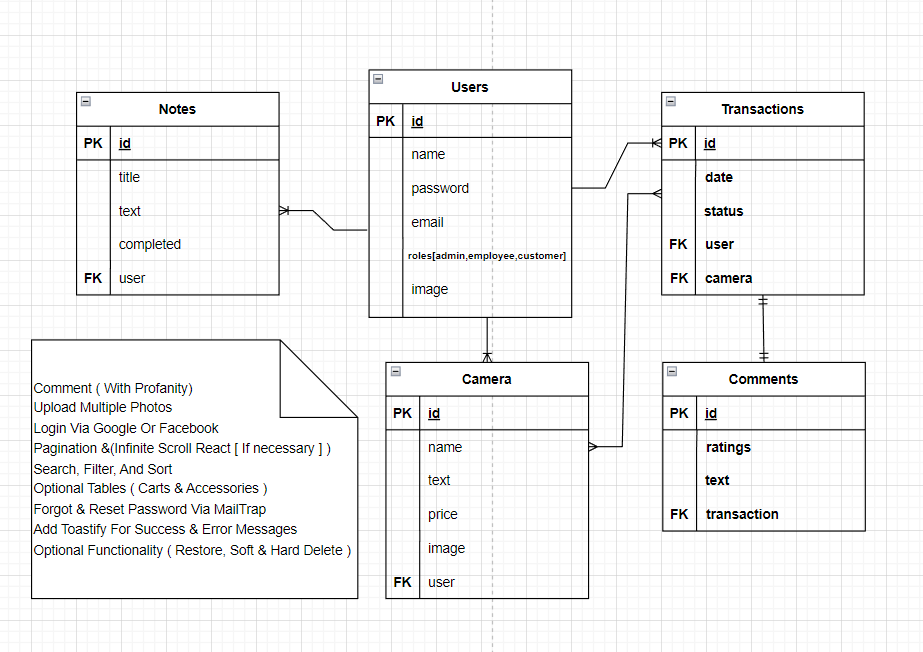 Notes
PK id
title
text
completed
FK user
Users
PK id
name
password
email
roles[admin,employee,customer]
image
Transactions
PK id
date
status
FK user
FK camera
Comment ( With Profanity)
Upload Multiple Photos
Login Via Google Or Facebook
Pagination &(Infinite Scroll React [ If necessary ] )
Search, Filter, And Sort
Optional Tables ( Carts & Accessories )
Forgot & Reset Password Via MailTrap
Add Toastify For Success & Error Messages
Optional Functionality ( Restore, Soft & Hard Delete )
Camera
PK id
name
text
price
image
FK user
Comments
PK id
ratings
text
FK transaction